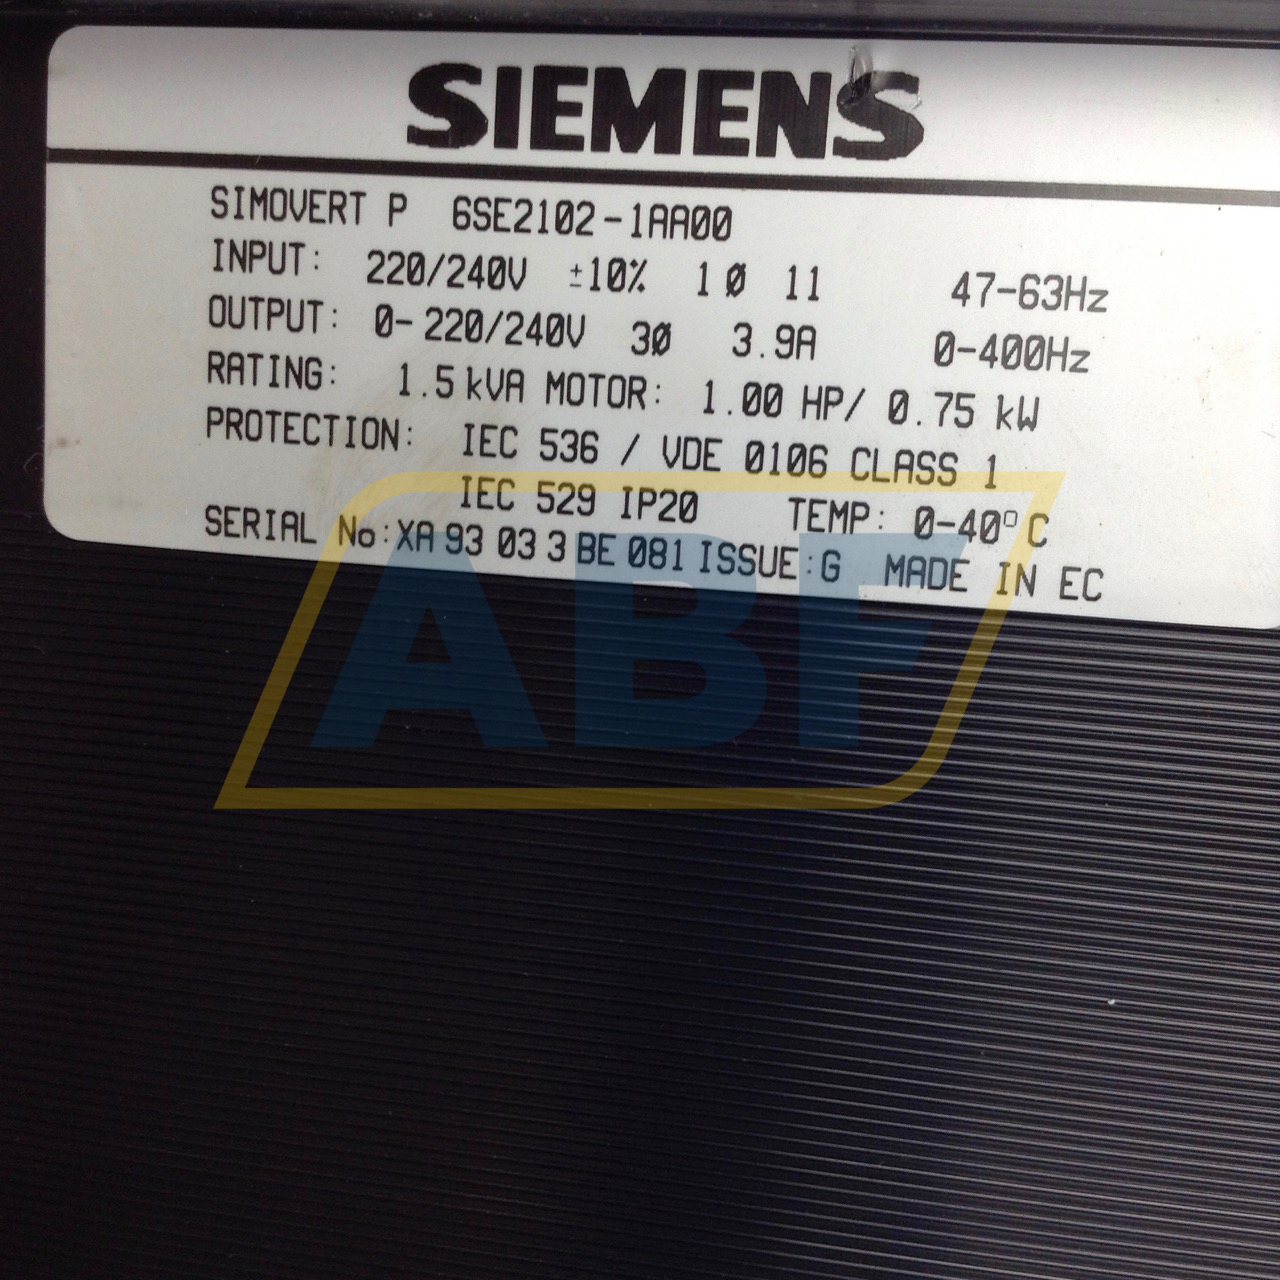 SIEMENS
SIMOVERT P 6SE2102-1AA00
INPUT: 220/240V ±10% 1Ø 11 47-63Hz
OUTPUT: 0-220/240V 3Ø 3.9A 0-400Hz
RATING: 1.5 kVA MOTOR: 1.00 HP/ 0.75 kW
PROTECTION: IEC 536 / VDE 0106 CLASS 1
IEC 529 IP20 TEMP: 0-40° C
SERIAL No: XA 93 03 3 BE 081 ISSUE: G MADE IN EC
ABF